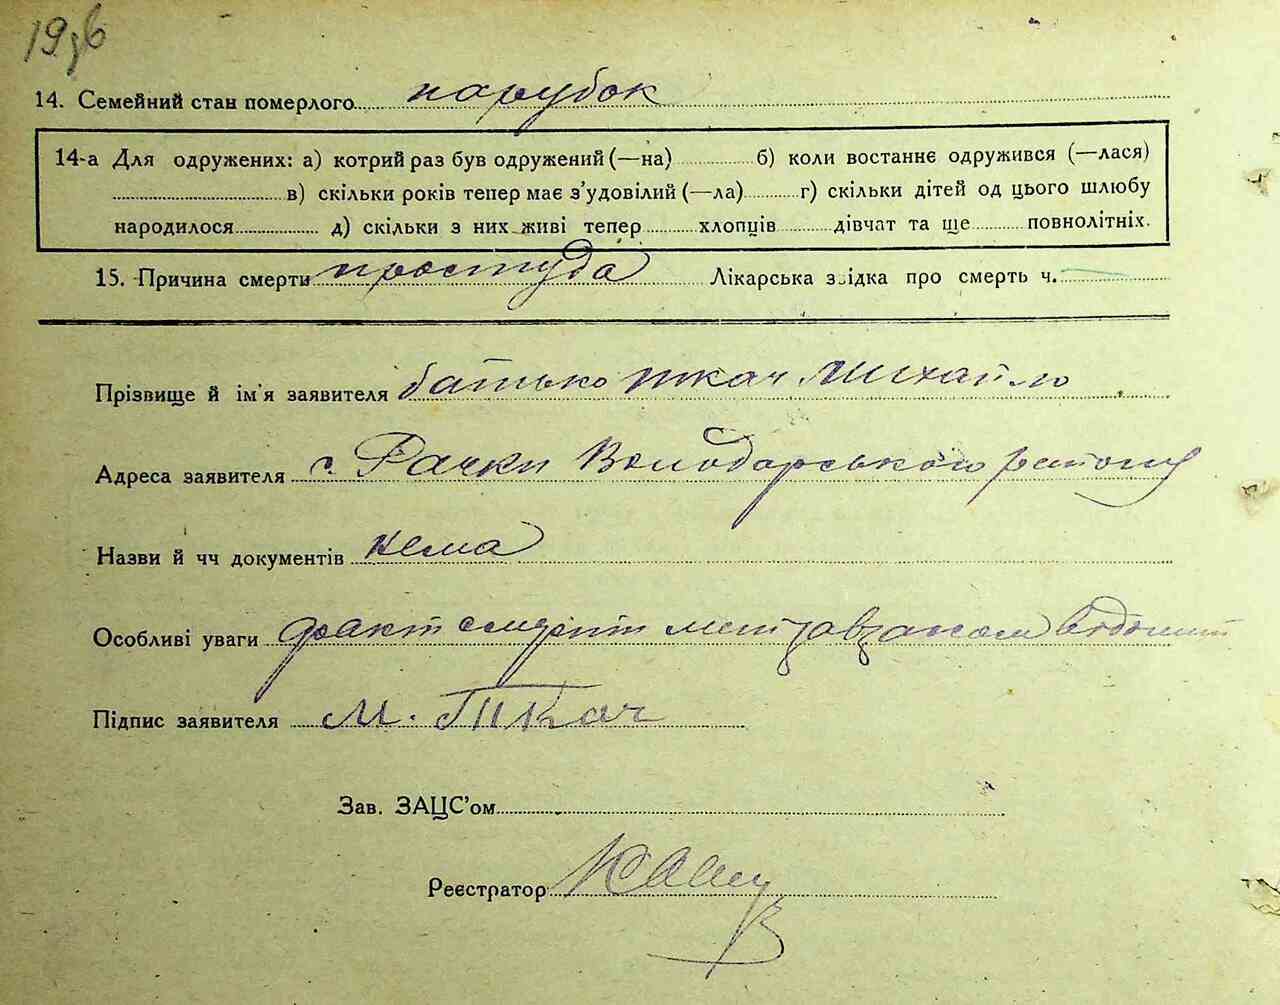 14. Семейний стан померлого парубок
14-а Для одружених: а) котрий раз був одружений (—на) б) коли востаннє одружився (—лася)
в) скільки років тепер має з’удовілий (—ла) г) скільки дітей од цього шлюбу
народилося д) скільки з них живі тепер хлопців дівчат та ще повнолітніх.
15. Причина смерти простуда Лікарська звідка про смерть ч.
Прізвище й ім’я заявителя батько ткач Михайло
Адреса заявителя с. Рачки Володарського району
Назви й чч документів нема
Особливі уваги факт смерти
Підпис заявителя М. Ткач
Зав. ЗАЦС’ом
Реєстратор